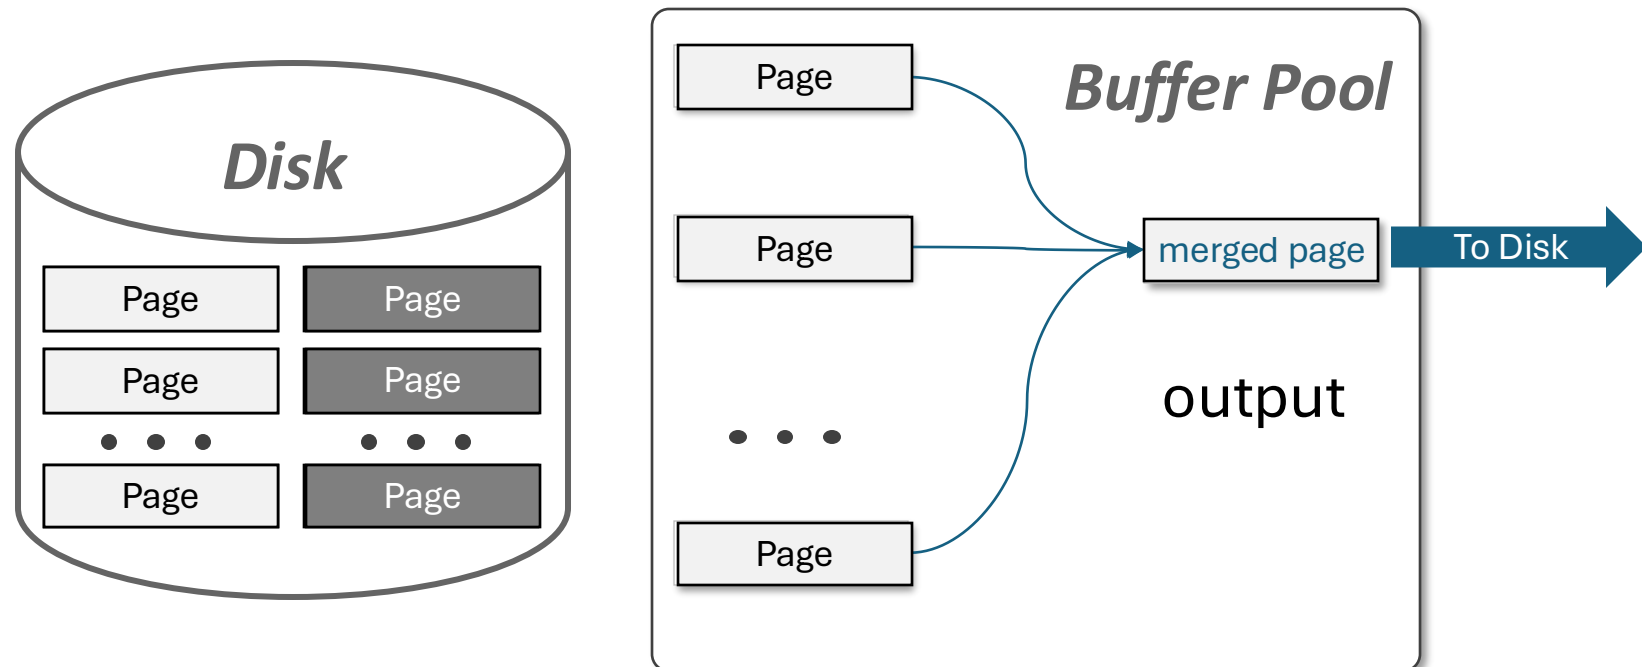 Disk
Page
Page
Page
Page
Page
Page
Buffer Pool
Page
Page
Page
merged page
To Disk
output